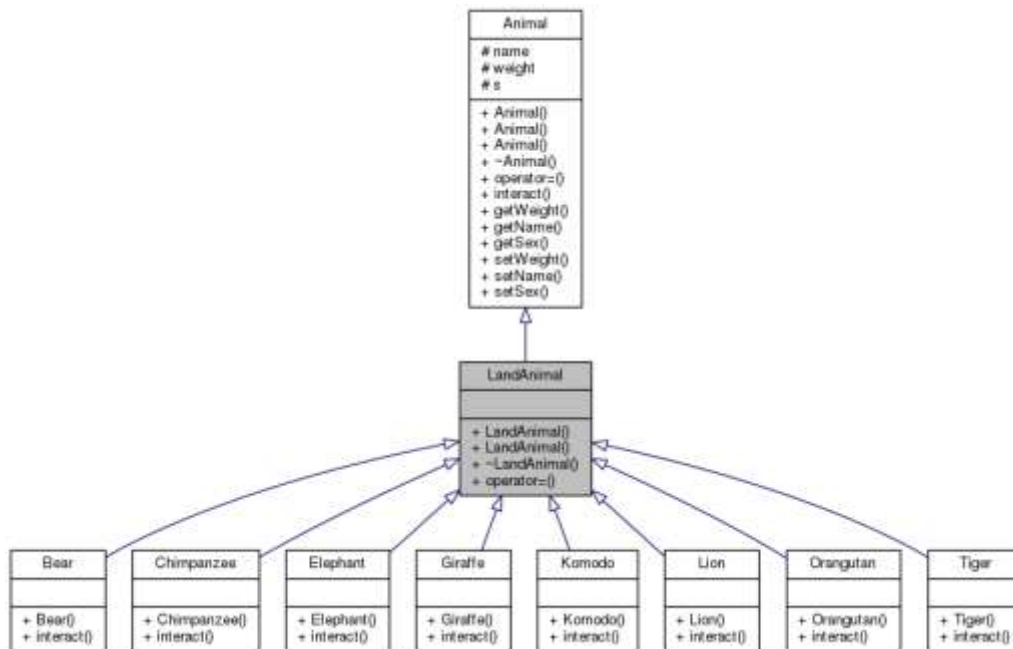 Animal
# name
# weight
# s
+ Animal()
+ Animal()
+ Animal()
+ ~Animal()
+ operator=()
+ interact()
+ getWeight()
+ getName()
+ getSex()
+ setWeight()
+ setName()
+ setSex()
LandAnimal
+ LandAnimal()
+ LandAnimal()
+ ~LandAnimal()
+ operator=()
Bear
+ Bear()
+ interact()
Chimpanzee
+ Chimpanzee()
+ interact()
Elephant
+ Elephant()
+ interact()
Giraffe
+ Giraffe()
+ interact()
Komodo
+ Komodo()
+ interact()
Lion
+ Lion()
+ interact()
Orangutan
+ Orangutan()
+ interact()
Tiger
+ Tiger()
+ interact()